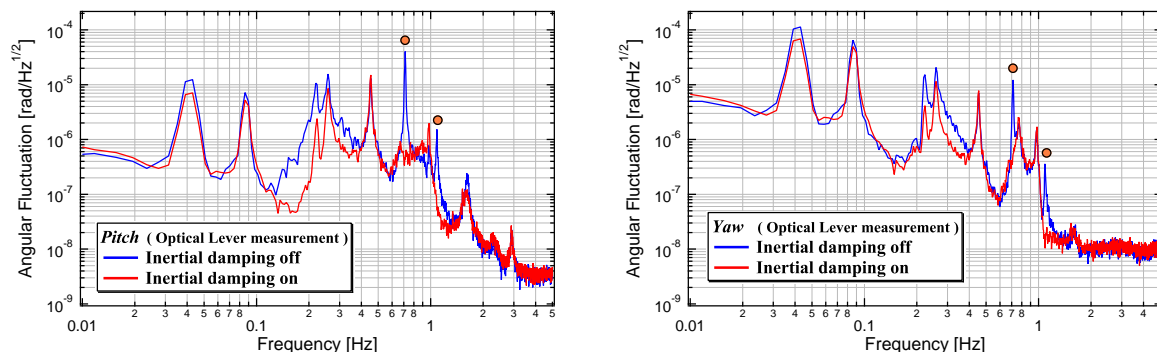 10^-4
10^-5
10^-6
10^-7
10^-8
10^-9
Angular Fluctuation [rad/Hz^1/2]
Pitch ( Optical Lever measurement )
Inertial damping off
Inertial damping on
0.01 2 3 4 5 6 7 8 0.1 2 3 4 5 6 7 8 1 2 3 4 5
Frequency [Hz]
10^-4
10^-5
10^-6
10^-7
10^-8
10^-9
Angular Fluctuation [rad/Hz^1/2]
Yaw ( Optical Lever measurement )
Inertial damping off
Inertial damping on
0.01 2 3 4 5 6 7 8 0.1 2 3 4 5 6 7 8 1 2 3 4
Frequency [Hz]